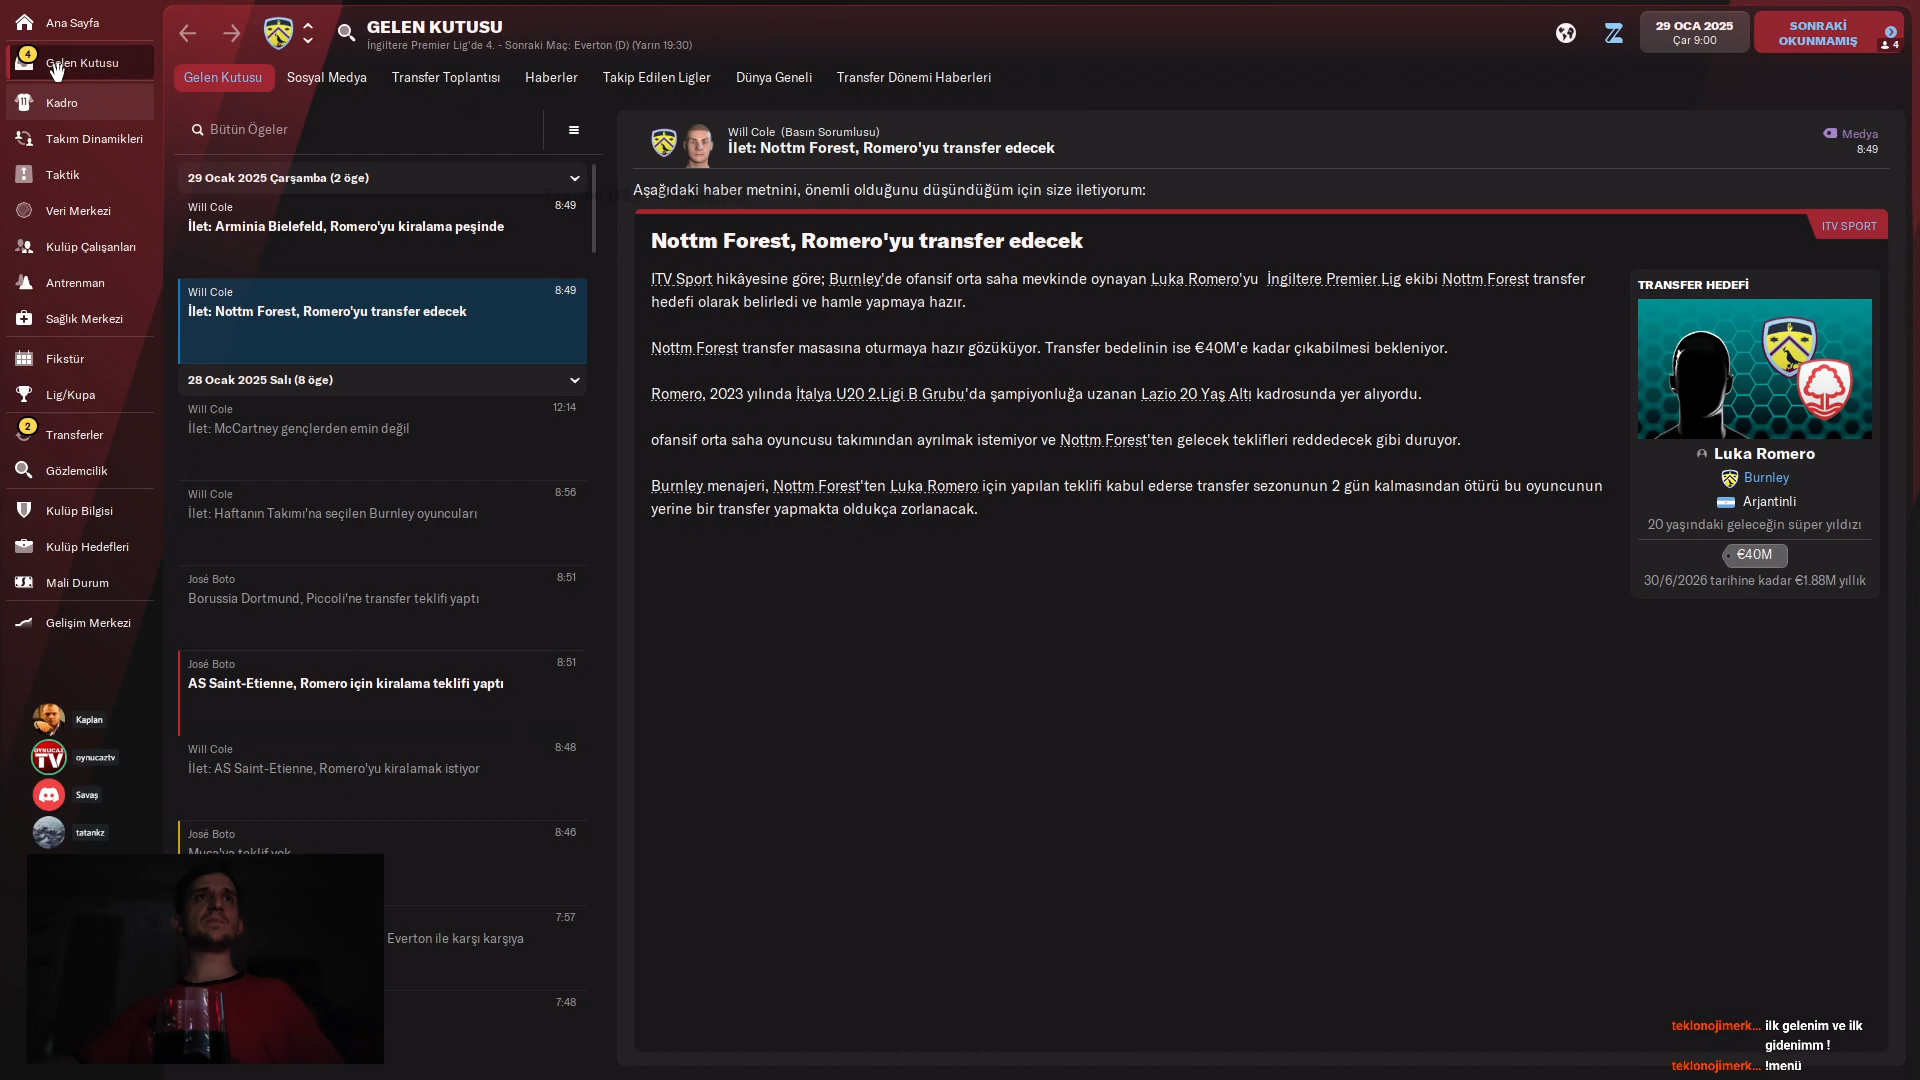 Ana Sayfa
4
Gelen Kutusu
Kadro
Takım Dinamikleri
Taktik
Veri Merkezi
Kulüp Çalışanları
Antrenman
Sağlık Merkezi
Fikstür
Lig/Kupa
2
Transferler
Gözlemcilik
Kulüp Bilgisi
Kulüp Hedefleri
Mali Durum
Gelişim Merkezi
Kaplan
OYNUCAZ
TV
oynucaztv
Savaş
tatankz
GELEN KUTUSU
İngiltere Premier Lig'de 4. - Sonraki Maç: Everton (D) (Yarın 19:30)
29 OCA 2025
Çar 9:00
SONRAKİ
OKUNMAMIŞ
4
Gelen Kutusu
Sosyal Medya
Transfer Toplantısı
Haberler
Takip Edilen Ligler
Dünya Geneli
Transfer Dönemi Haberleri
Bütün Ögeler
29 Ocak 2025 Çarşamba (2 öge)
Will Cole 8:49
İlet: Arminia Bielefeld, Romero'yu kiralama peşinde
Will Cole 8:49
İlet: Nottm Forest, Romero'yu transfer edecek
28 Ocak 2025 Salı (8 öge)
Will Cole 12:14
İlet: McCartney gençlerden emin değil
Will Cole 8:56
İlet: Haftanın Takımı'na seçilen Burnley oyuncuları
José Boto 8:51
Borussia Dortmund, Piccoli'ne transfer teklifi yaptı
José Boto 8:51
AS Saint-Etienne, Romero için kiralama teklifi yaptı
Will Cole 8:48
İlet: AS Saint-Etienne, Romero'yu kiralamak istiyor
José Boto 8:46
Musa'ya teklif yok
7:57
Everton ile karşı karşıya
7:48
Will Cole (Basın Sorumlusu)
İlet: Nottm Forest, Romero'yu transfer edecek
Medya
8:49
Aşağıdaki haber metnini, önemli olduğunu düşündüğüm için size iletiyorum:
ITV SPORT
Nottm Forest, Romero'yu transfer edecek
ITV Sport hikâyesine göre; Burnley'de ofansif orta saha mevkinde oynayan Luka Romero'yu İngiltere Premier Lig ekibi Nottm Forest transfer
hedefi olarak belirledi ve hamle yapmaya hazır.
Nottm Forest transfer masasına oturmaya hazır gözüküyor. Transfer bedelinin ise €40M'e kadar çıkabilmesi bekleniyor.
Romero, 2023 yılında İtalya U20 2.Ligi B Grubu'da şampiyonluğa uzanan Lazio 20 Yaş Altı kadrosunda yer alıyordu.
ofansif orta saha oyuncusu takımından ayrılmak istemiyor ve Nottm Forest'ten gelecek teklifleri reddedecek gibi duruyor.
Burnley menajeri, Nottm Forest'ten Luka Romero için yapılan teklifi kabul ederse transfer sezonunun 2 gün kalmasından ötürü bu oyuncunun
yerine bir transfer yapmakta oldukça zorlanacak.
TRANSFER HEDEFİ
Luka Romero
Burnley
Arjantinli
20 yaşındaki geleceğin süper yıldızı
€40M
30/6/2026 tarihine kadar €1.88M yıllık
teklonojimerk... ilk gelenim ve ilk
gidenimm !
teklonojimerk... !menü